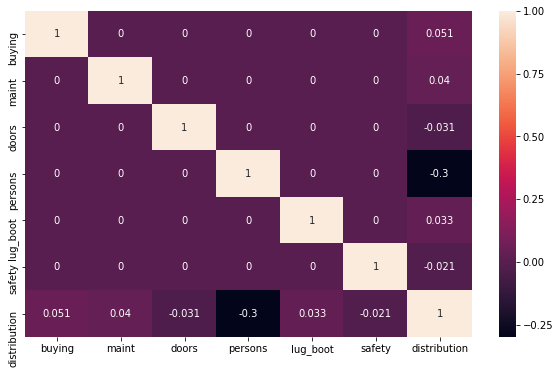 buying 1 0 0 0 0 0 0.051
maint 0 1 0 0 0 0 0.04
doors 0 0 1 0 0 0 -0.031
persons 0 0 0 1 0 0 -0.3
lug_boot 0 0 0 0 1 0 0.033
safety 0 0 0 0 0 1 -0.021
distribution 0.051 0.04 -0.031 -0.3 0.033 -0.021 1
buying maint doors persons lug_boot safety distribution
1.00
0.75
0.50
0.25
0.00
−0.25